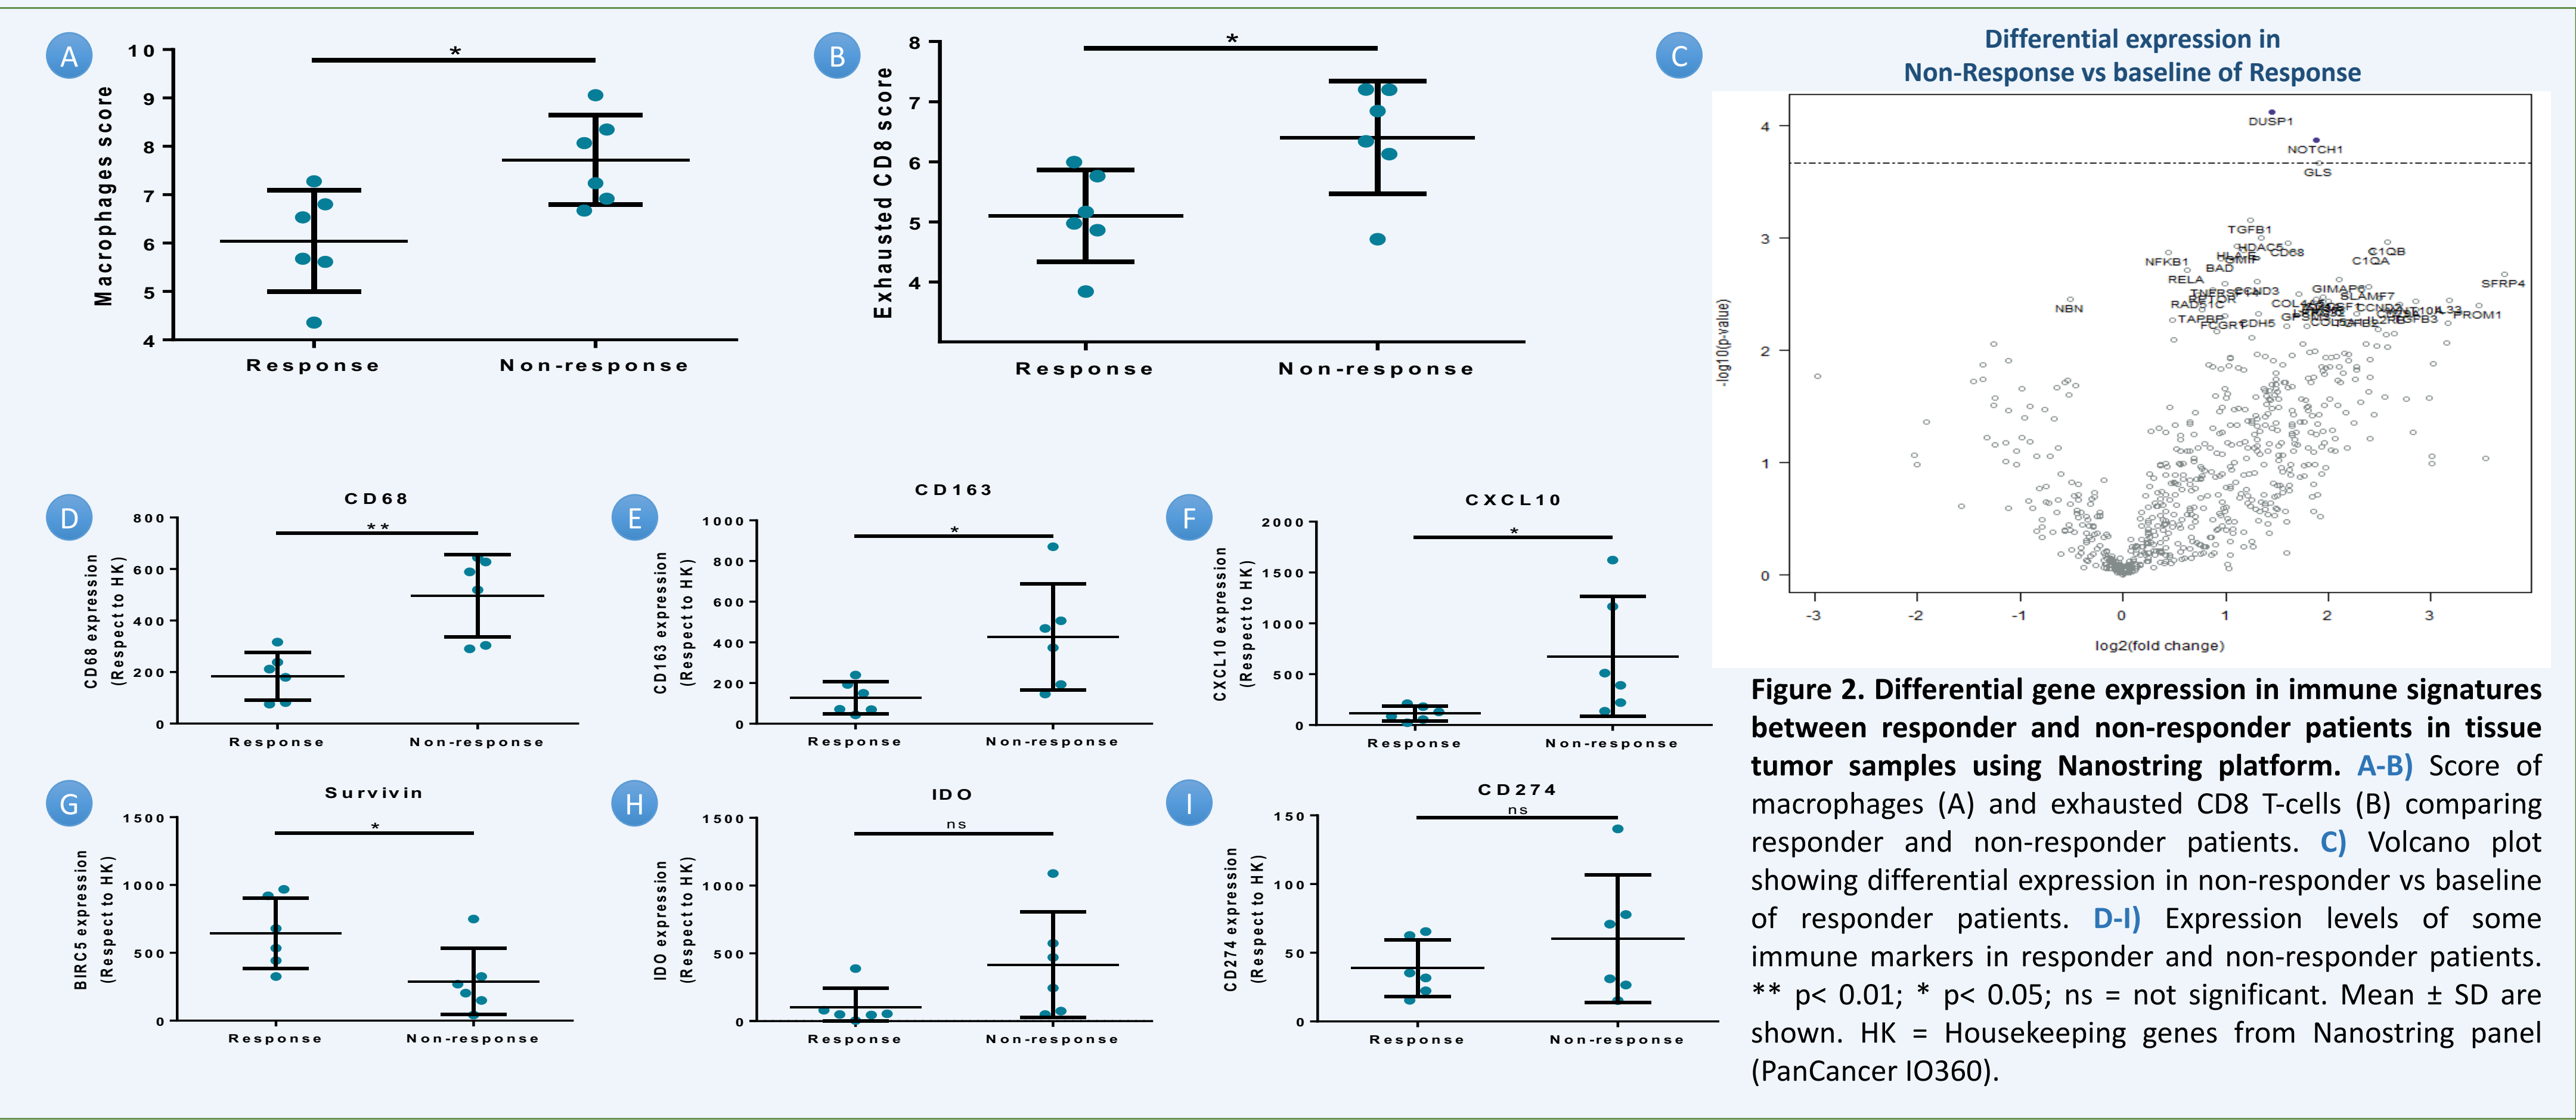 A
10
9
8
7
6
5
4
Macrophages score
*
Response
Non-response
B
8
7
6
5
4
Exhausted CD8 score
*
Response
Non-response
C
Differential expression in
Non-Response vs baseline of Response
4
3
2
1
0
-log10(p-value)
DUSP1
NOTCH1
GLS
TGFB1
HDAC5
CD68
C1QB
C1QA
NFKB1
BAD
RELA
SFRP4
CCND3
GIMAP6
SLAMF7
NBN
RAD51C
PROM1
TAPBP
CDH5
-3
-2
-1
0
1
2
3
log2(fold change)
D
CD68
800
600
400
200
0
CD68 expression
(Respect to HK)
**
Response
Non-response
E
CD163
1000
800
600
400
200
0
CD163 expression
(Respect to HK)
*
Response
Non-response
F
CXCL10
2000
1500
1000
500
0
CXCL10 expression
(Respect to HK)
*
Response
Non-response
G
Survivin
1500
1000
500
0
BIRC5 expression
(Respect to HK)
*
Response
Non-response
H
IDO
1500
1000
500
0
IDO expression
(Respect to HK)
ns
Response
Non-response
I
CD274
150
100
50
0
CD274 expression
(Respect to HK)
ns
Response
Non-response
Figure 2. Differential gene expression in immune signatures
between responder and non-responder patients in tissue
tumor samples using Nanostring platform. A-B) Score of
macrophages (A) and exhausted CD8 T-cells (B) comparing
responder and non-responder patients. C) Volcano plot
showing differential expression in non-responder vs baseline
of responder patients. D-I) Expression levels of some
immune markers in responder and non-responder patients.
** p< 0.01; * p< 0.05; ns = not significant. Mean ± SD are
shown. HK = Housekeeping genes from Nanostring panel
(PanCancer IO360).